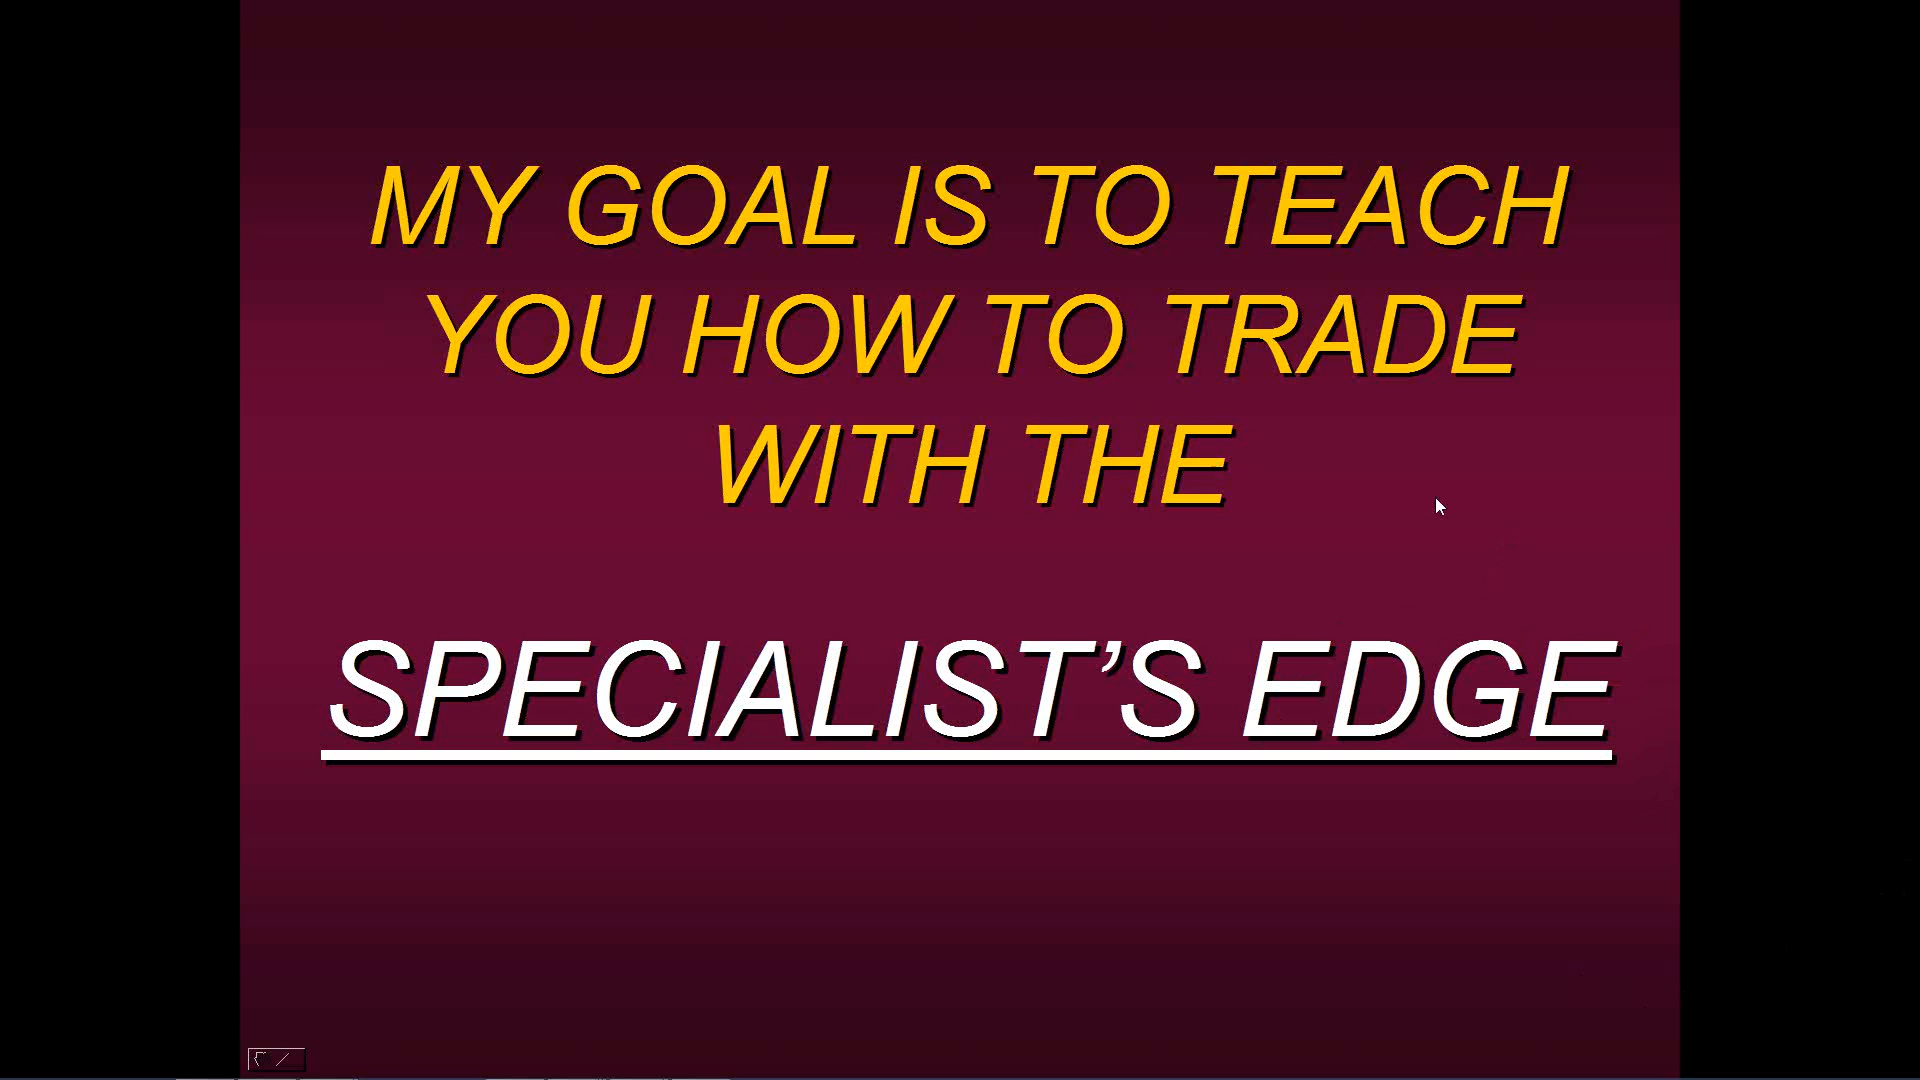 MY GOAL IS TO TEACH
YOU HOW TO TRADE
WITH THE
SPECIALIST’S EDGE